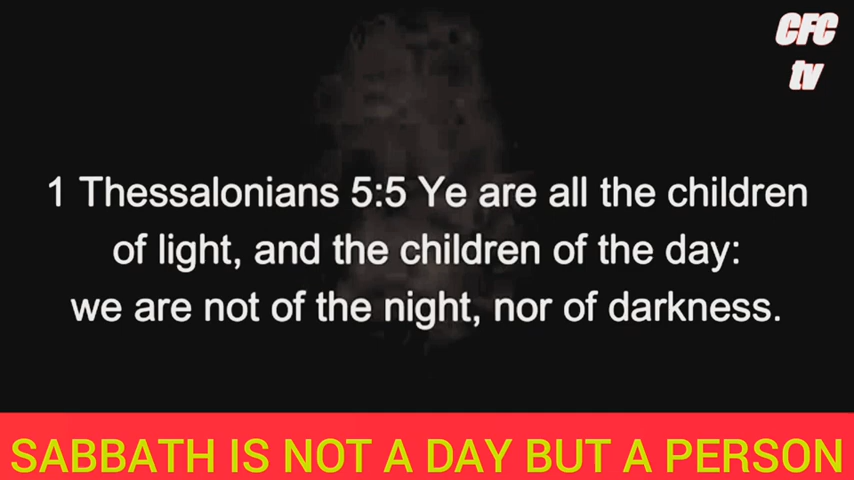 CFC
tv
1 Thessalonians 5:5 Ye are all the children
of light, and the children of the day:
we are not of the night, nor of darkness.
SABBATH IS NOT A DAY BUT A PERSON